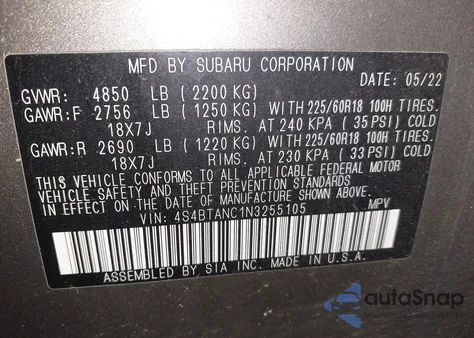 MFD BY SUBARU CORPORATION
DATE: 05/22
GVWR: 4850 LB (2200 KG)
GAWR:F 2756 LB (1250 KG) WITH 225/60R18 100H TIRES.
18X7J RIMS. AT 240 KPA (35 PSI) COLD
GAWR:R 2690 LB (1220 KG) WITH 225/60R18 100H TIRES.
18X7J RIMS. AT 230 KPA (33 PSI) COLD
THIS VEHICLE CONFORMS TO ALL APPLICABLE FEDERAL MOTOR
VEHICLE SAFETY AND THEFT PREVENTION STANDARDS
IN EFFECT ON THE DATE OF MANUFACTURE SHOWN ABOVE.
VIN: 4S4BTANC1N3255105 MPV
ASSEMBLED BY SIA INC. MADE IN U.S.A.
autoSnap